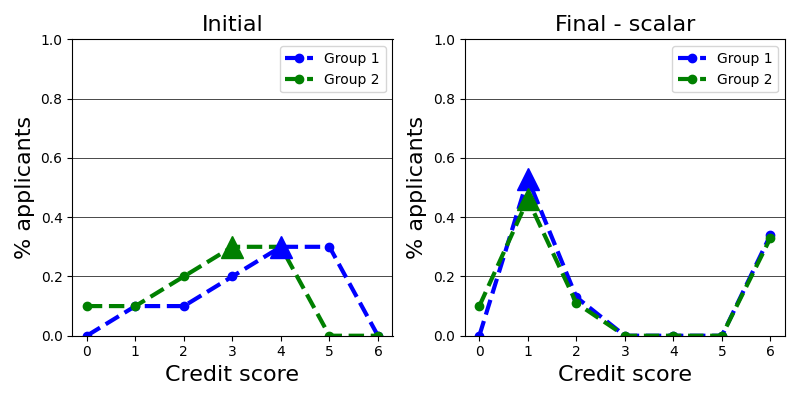 Initial
1.0
0.8
0.6
0.4
0.2
0.0
% applicants
0 1 2 3 4 5 6
Credit score
Group 1
Group 2
Final - scalar
1.0
0.8
0.6
0.4
0.2
0.0
% applicants
0 1 2 3 4 5 6
Credit score
Group 1
Group 2